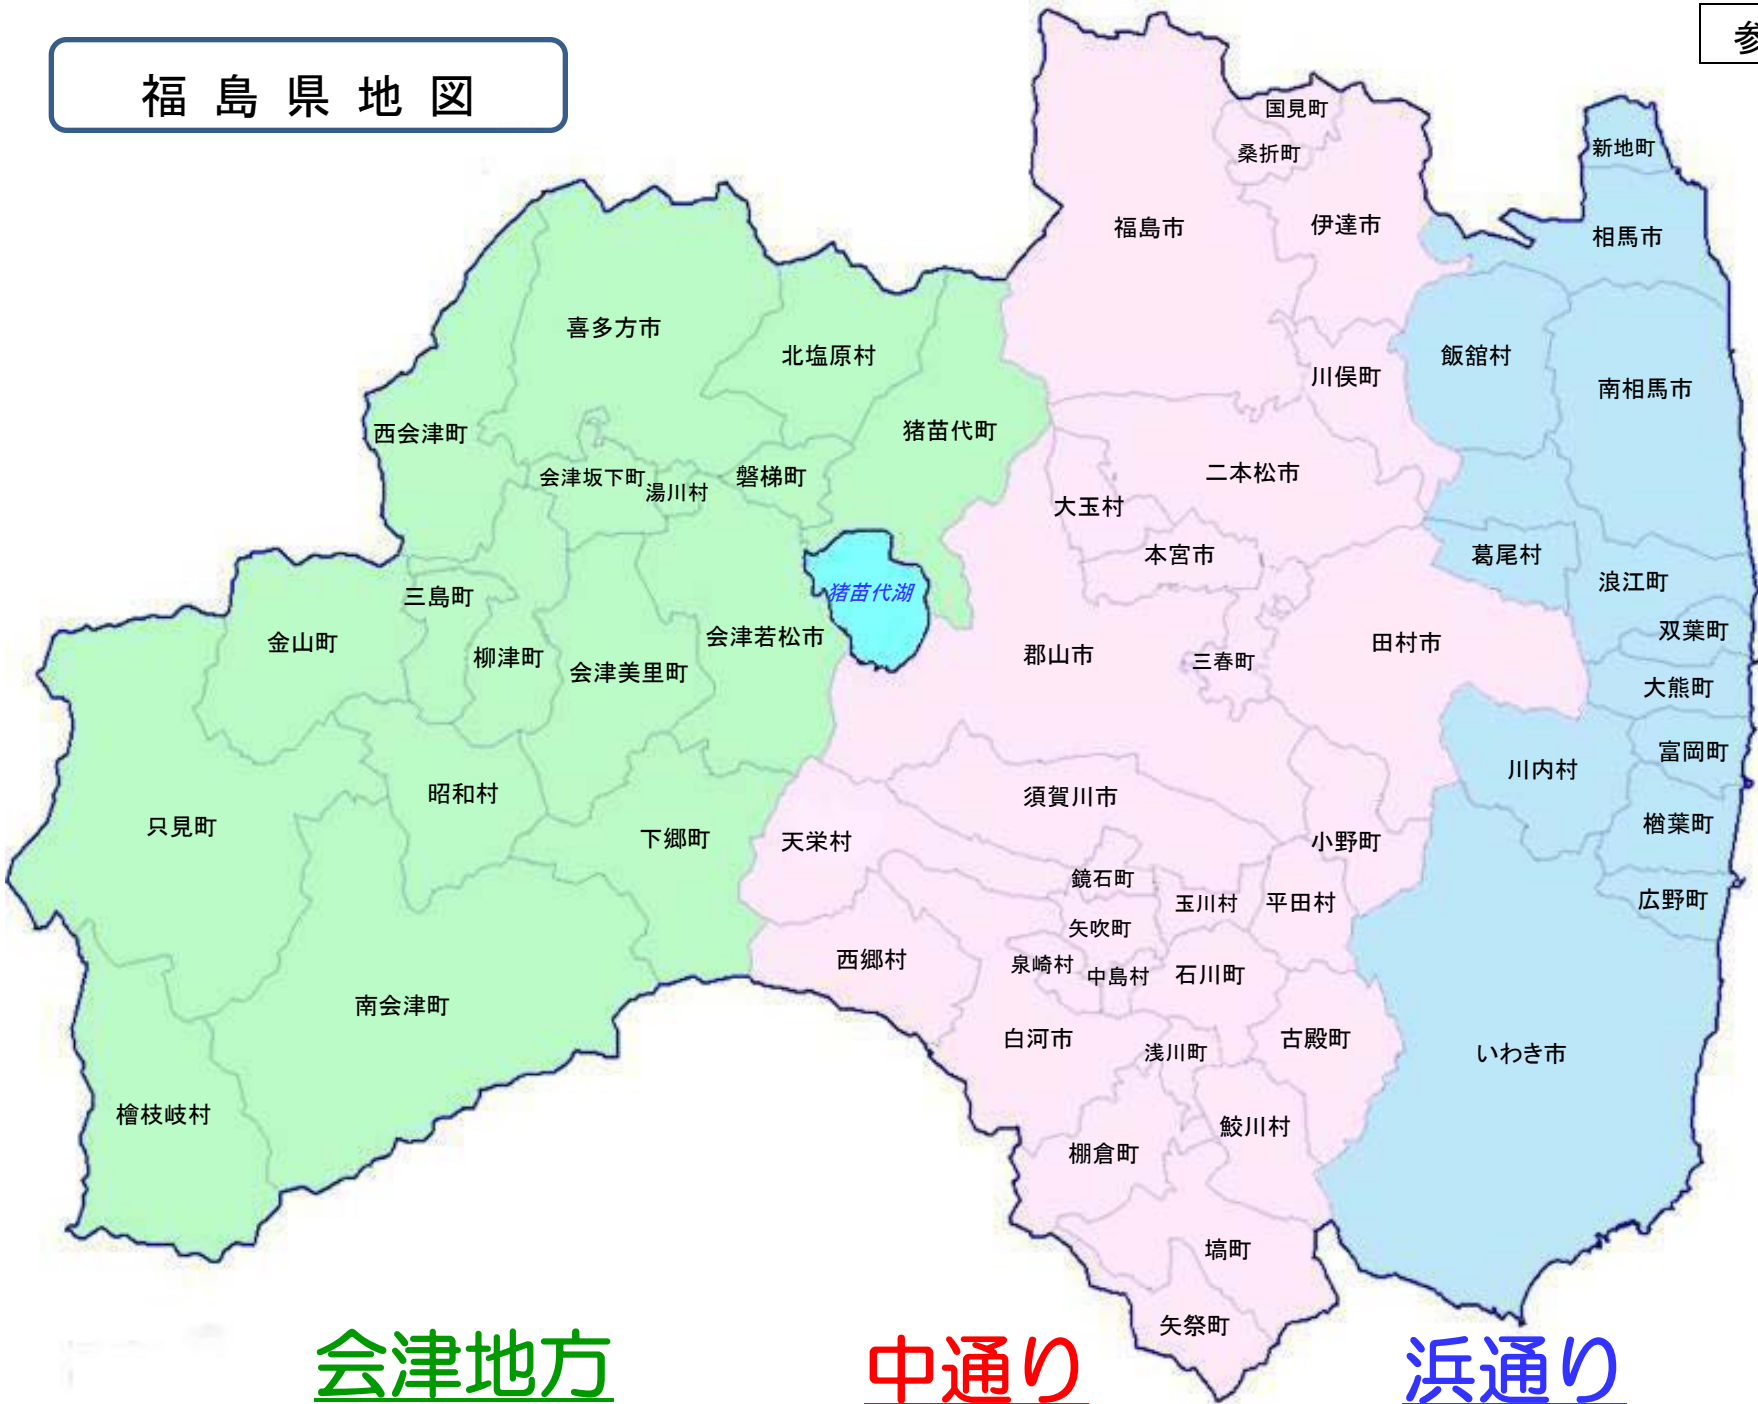 福島県地図
参
国見町
桑折町
新地町
福島市
伊達市
相馬市
喜多方市
北塩原村
飯舘村
川俣町
南相馬市
西会津町
猪苗代町
会津坂下町
湯川村
磐梯町
二本松市
大玉村
本宮市
葛尾村
浪江町
三島町
猪苗代湖
金山町
柳津町
会津美里町
会津若松市
郡山市
三春町
田村市
双葉町
大熊町
富岡町
川内村
昭和村
只見町
下郷町
天栄村
須賀川市
小野町
楢葉町
鏡石町
玉川村
平田村
広野町
矢吹町
西郷村
泉崎村
中島村
石川町
南会津町
白河市
浅川町
古殿町
いわき市
檜枝岐村
鮫川村
棚倉町
塙町
矢祭町
会津地方
中通り
浜通り